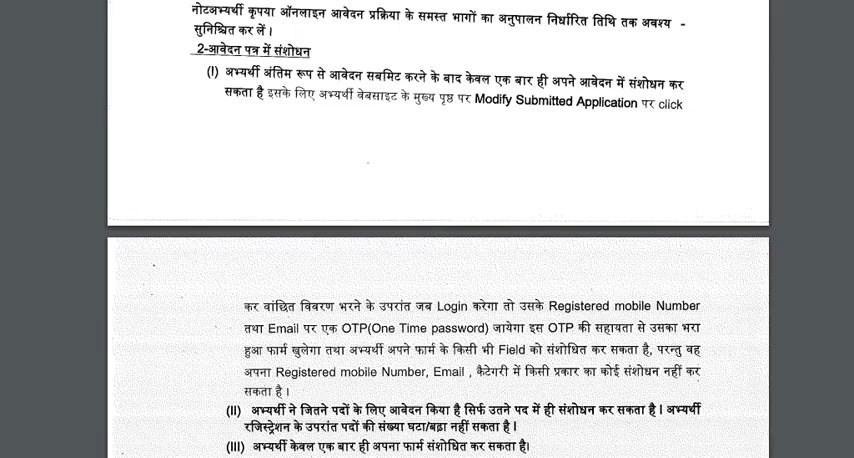 नोटअभ्यर्थी कृपया ऑनलाइन आवेदन प्रक्रिया के समस्त भागों का अनुपालन निर्धारित तिथि तक अवश्य -
सुनिश्चित कर लें।
2-आवेदन पत्र में संशोधन
(I) अभ्यर्थी अंतिम रूप से आवेदन सबमिट करने के बाद केवल एक बार ही अपने आवेदन में संशोधन कर
सकता है इसके लिए अभ्यर्थी वेबसाइट के मुख्य पृष्ठ पर Modify Submitted Application पर click
कर वांछित विवरण भरने के उपरांत जब Login करेगा तो उसके Registered mobile Number
तथा Email पर एक OTP(One Time password) जायेगा इस OTP की सहायता से उसका भरा
हुआ फार्म खुलेगा तथा अभ्यर्थी अपने फार्म के किसी भी Field को संशोधित कर सकता है, परन्तु वह
अपना Registered mobile Number, Email , कैटेगरी में किसी प्रकार का कोई संशोधन नहीं कर
सकता है।
(II) अभ्यर्थी ने जितने पदों के लिए आवेदन किया है सिर्फ उतने पद में ही संशोधन कर सकता है। अभ्यर्थी
रजिस्ट्रेशन के उपरांत पदों की संख्या घटा/बढ़ा नहीं सकता है।
(III) अभ्यर्थी केवल एक बार ही अपना फार्म संशोधित कर सकता है।